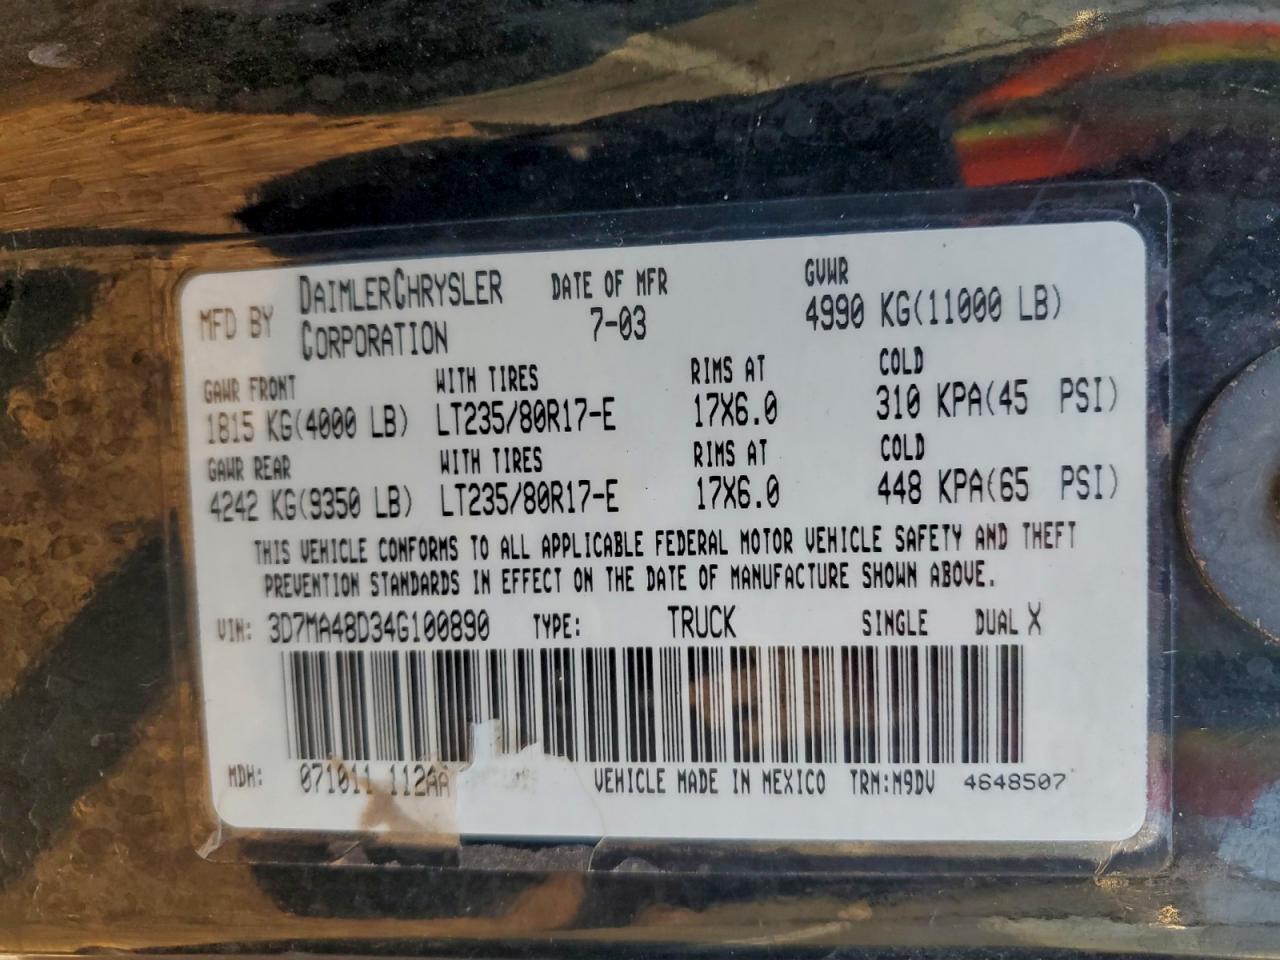 MFD BY DAIMLERCHRYSLER CORPORATION DATE OF MFR 7-03 GVWR 4990 KG(11000 LB)
GAWR FRONT WITH TIRES RIMS AT COLD
1815 KG(4000 LB) LT235/80R17-E 17X6.0 310 KPA(45 PSI)
GAWR REAR WITH TIRES RIMS AT COLD
4242 KG(9350 LB) LT235/80R17-E 17X6.0 448 KPA(65 PSI)
THIS VEHICLE CONFORMS TO ALL APPLICABLE FEDERAL MOTOR VEHICLE SAFETY AND THEFT
PREVENTION STANDARDS IN EFFECT ON THE DATE OF MANUFACTURE SHOWN ABOVE.
VIN: 3D7MA48D34G100890 TYPE: TRUCK SINGLE DUAL X
MDH: 071011 112AA VEHICLE MADE IN MEXICO TRM:M9DV 4648507